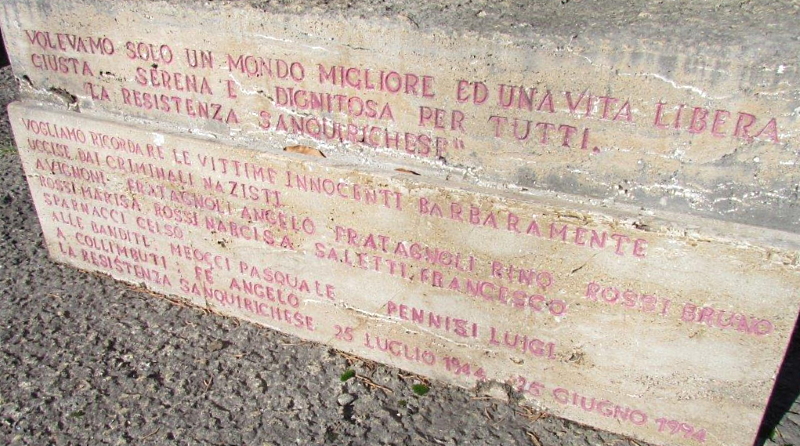 VOLEVAMO SOLO UN MONDO MIGLIORE ED UNA VITA LIBERA
GIUSTA SERENA E DIGNITOSA PER TUTTI.
"LA RESISTENZA SANQUIRICHESE"
VOGLIAMO RICORDARE LE VITTIME INNOCENTI BARBARAMENTE
UCCISE DAI CRIMINALI NAZISTI
AVIGNONI : FRATAGNOLI ANGELO FRATAGNOLI RINO ROSSI BRUNO
ROSSI MARISA ROSSI NARCISA SALETTI FRANCESCO
SPARNACCI CELSO
ALLE BANDITE: MEOCCI PASQUALE PENNISI LUIGI
A COLLIMBUTI : FÈ ANGELO
LA RESISTENZA SANQUIRICHESE 25 LUGLIO 1944 25 GIUGNO 1994